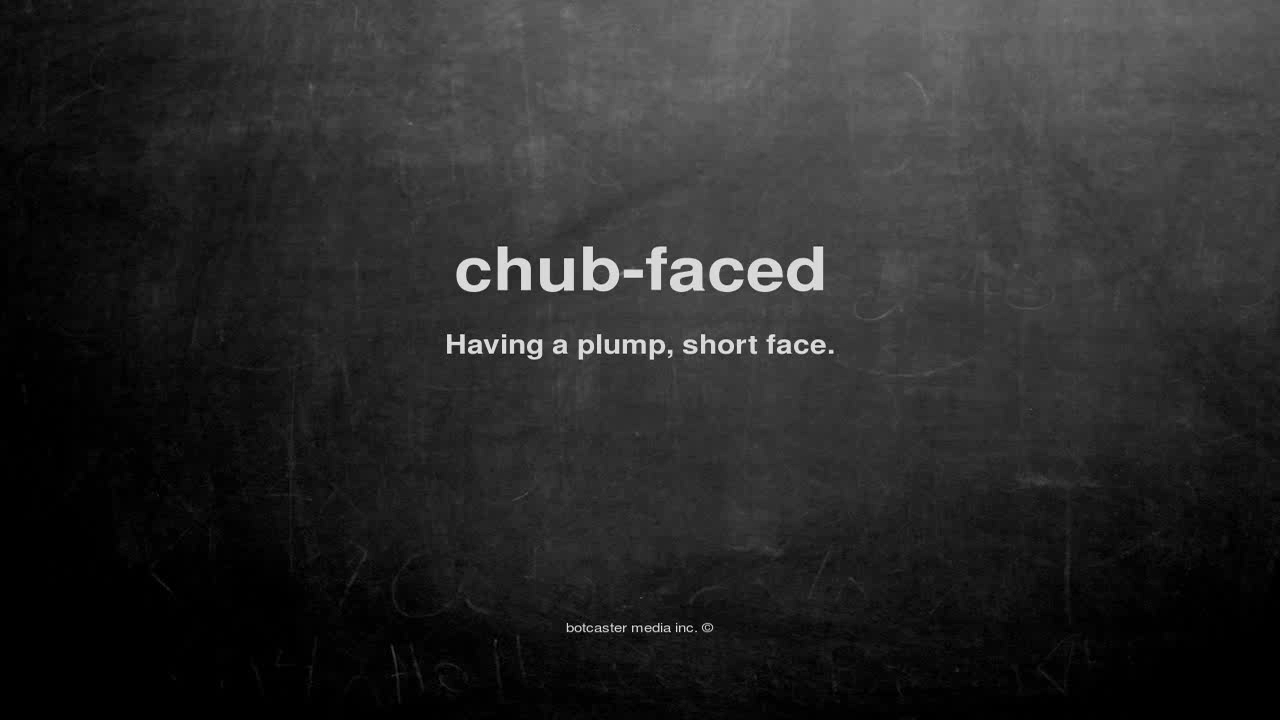 chub-faced
Having a plump, short face.
botcaster media inc. ©